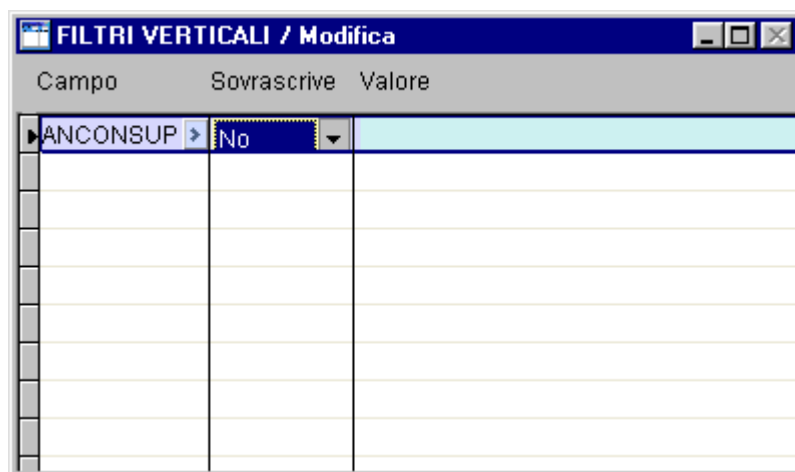 FILTRI VERTICALI / Modifica
Campo Sovrascrive Valore
ANCONSUP No